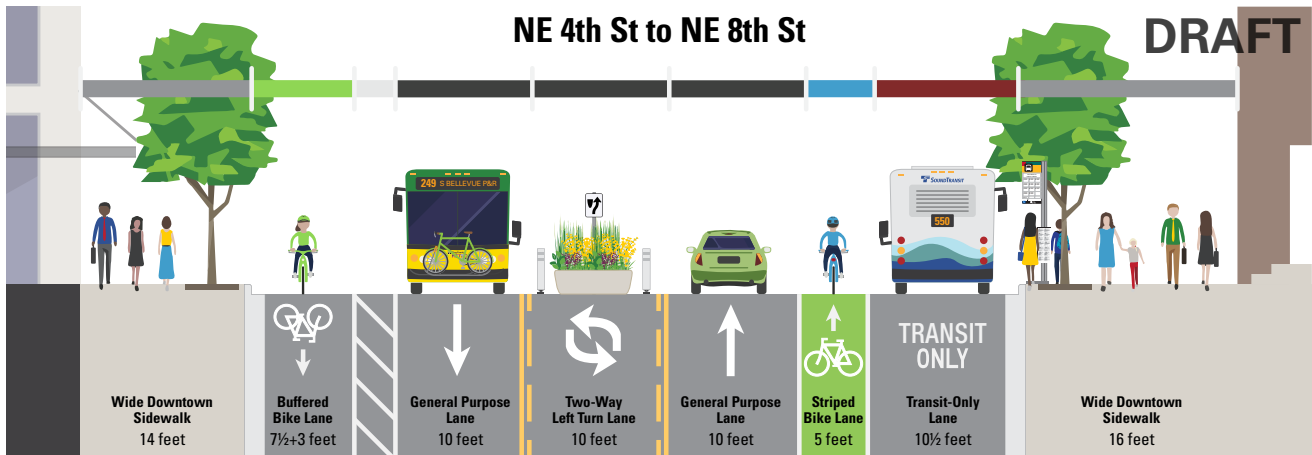 NE 4th St to NE 8th St
DRAFT
249 S BELLEVUE P&R
SOUNDTRANSIT
550
TRANSIT
ONLY
Wide Downtown
Sidewalk
14 feet
Buffered
Bike Lane
7½+3 feet
General Purpose
Lane
10 feet
Two-Way
Left Turn Lane
10 feet
General Purpose
Lane
10 feet
Striped
Bike Lane
5 feet
Transit-Only
Lane
10½ feet
Wide Downtown
Sidewalk
16 feet